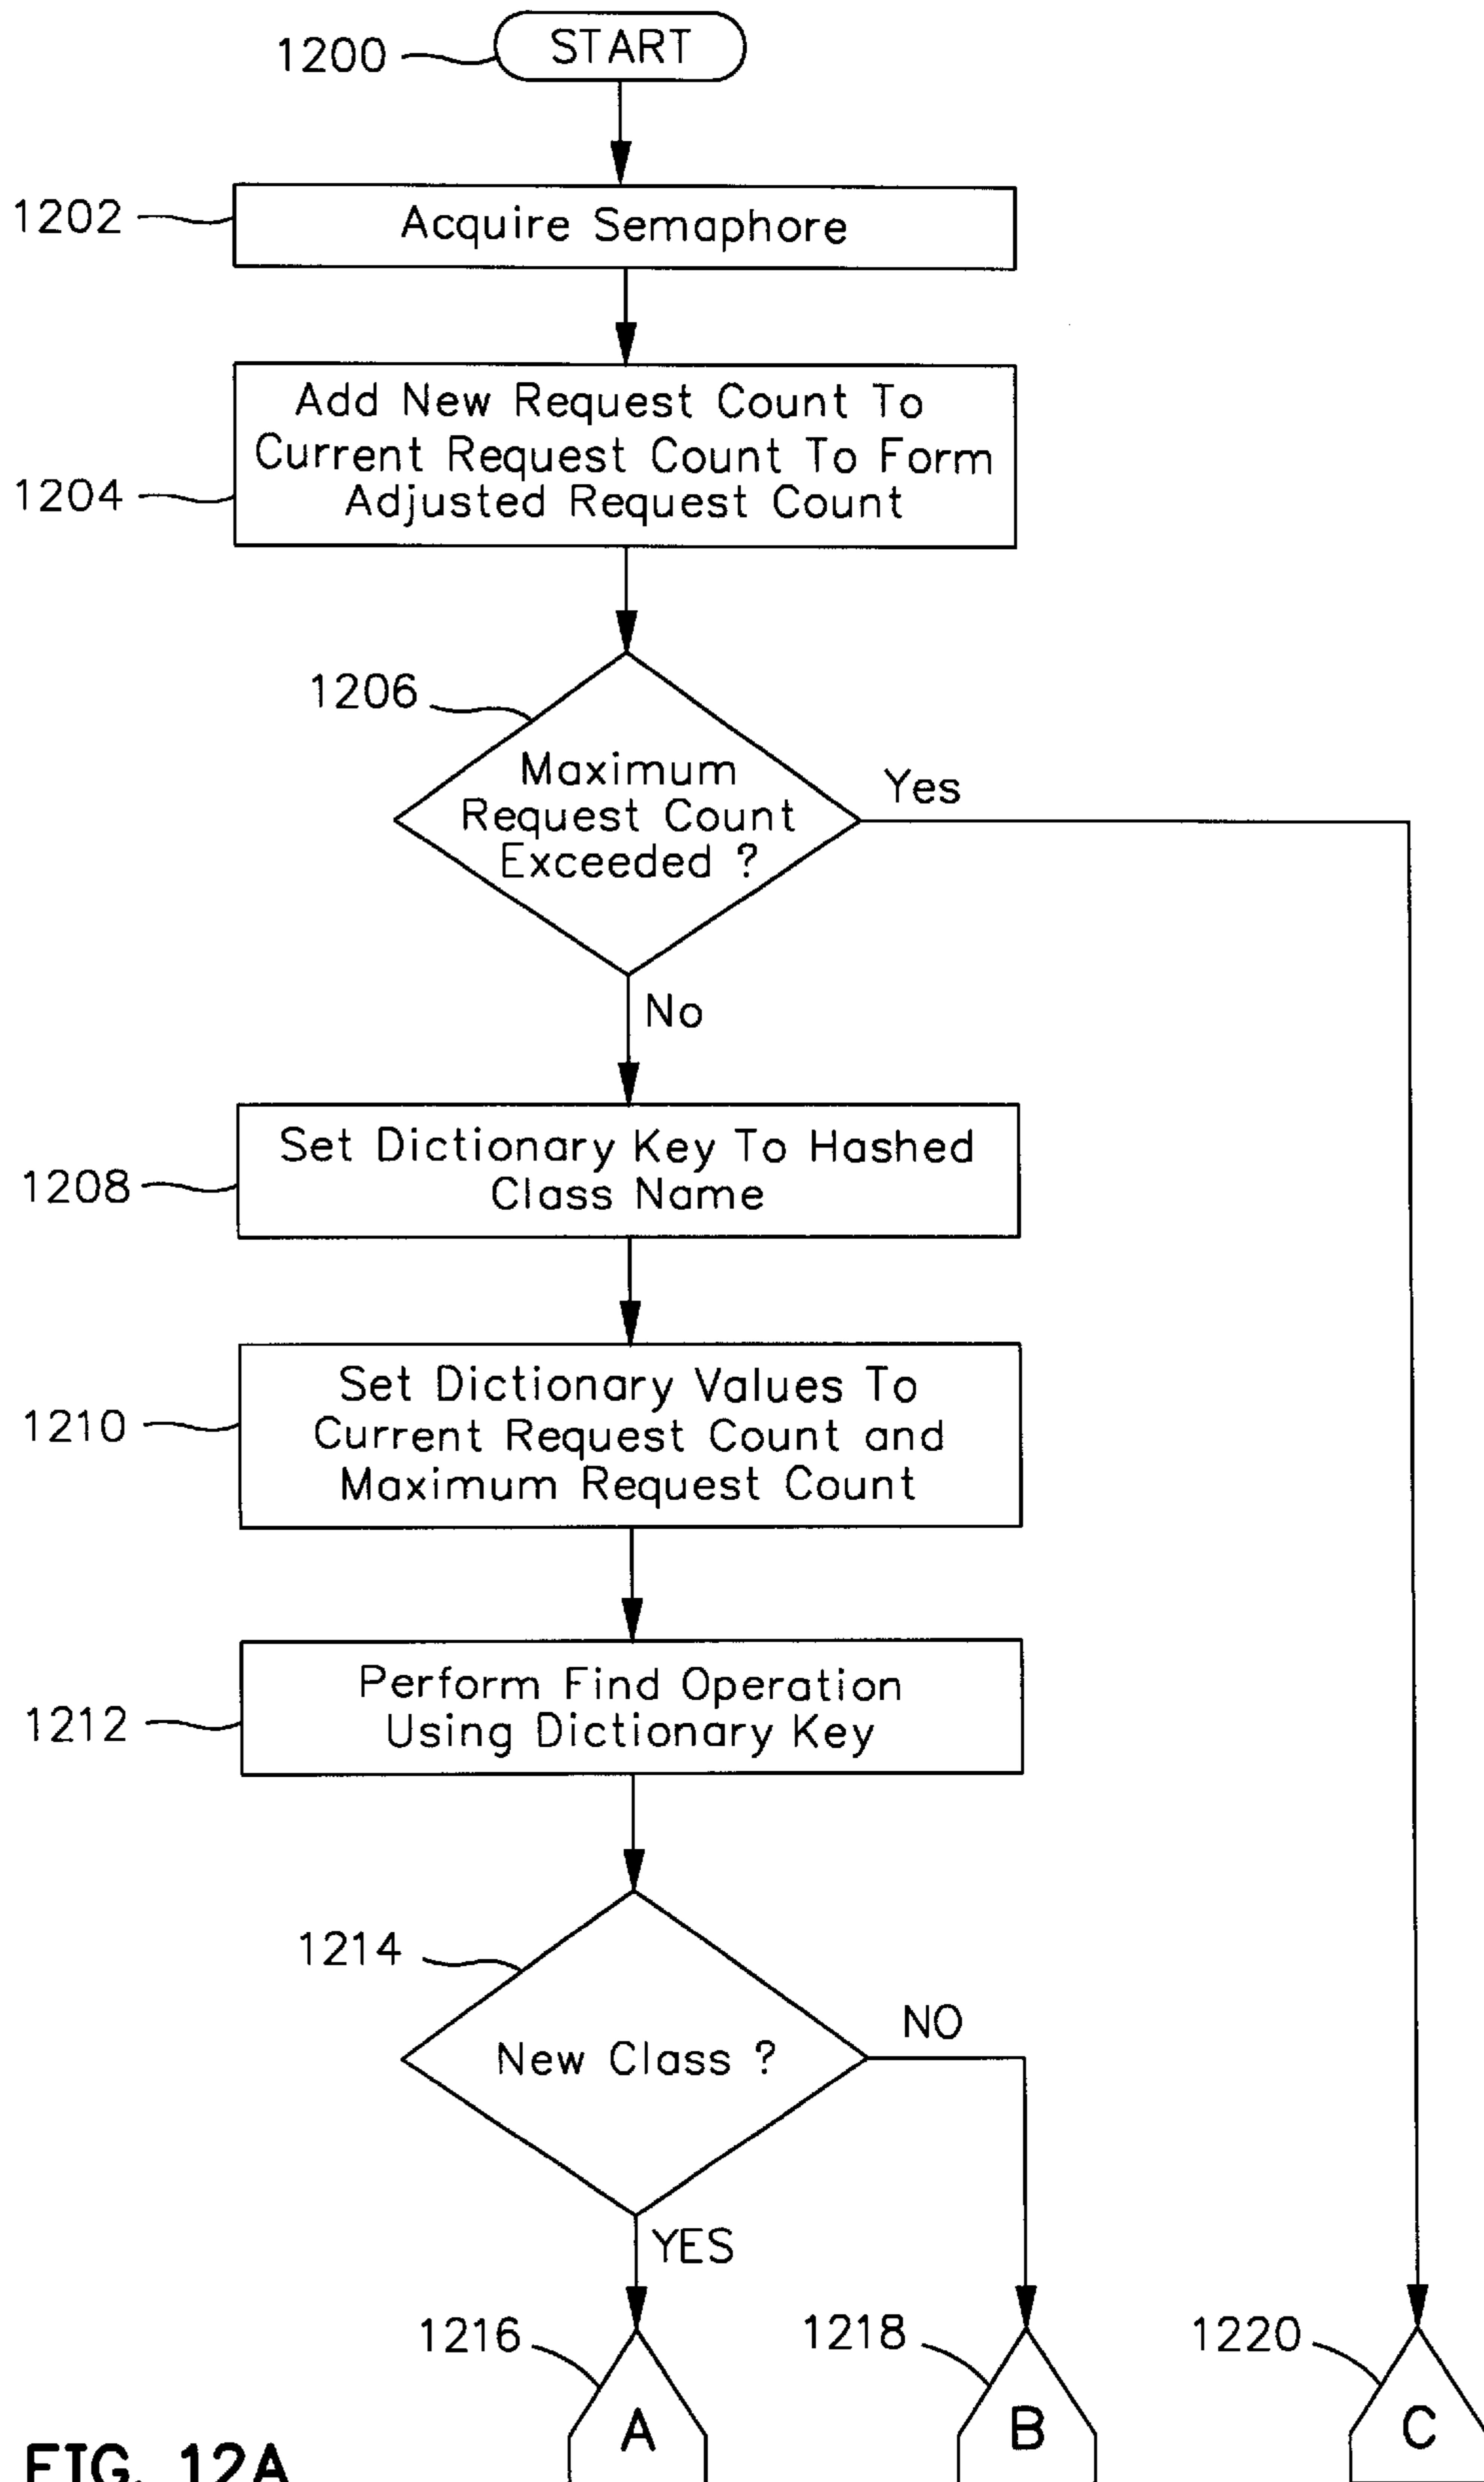 START
1200
1202
Acquire Semaphore
Add New Request Count To
Current Request Count To Form
Adjusted Request Count
1204
1206
Maximum
Request Count
Exceeded ?
Yes
No
Set Dictionary Key To Hashed
Class Name
1208
Set Dictionary Values To
Current Request Count and
Maximum Request Count
1210
Perform Find Operation
Using Dictionary Key
1212
1214
New Class ?
NO
YES
1216
1218
1220
A
B
C
FIG. 12A